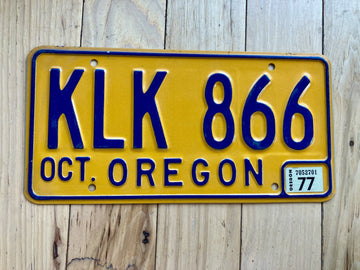 KLK 866
OCT. OREGON
OREGON
7053701
77